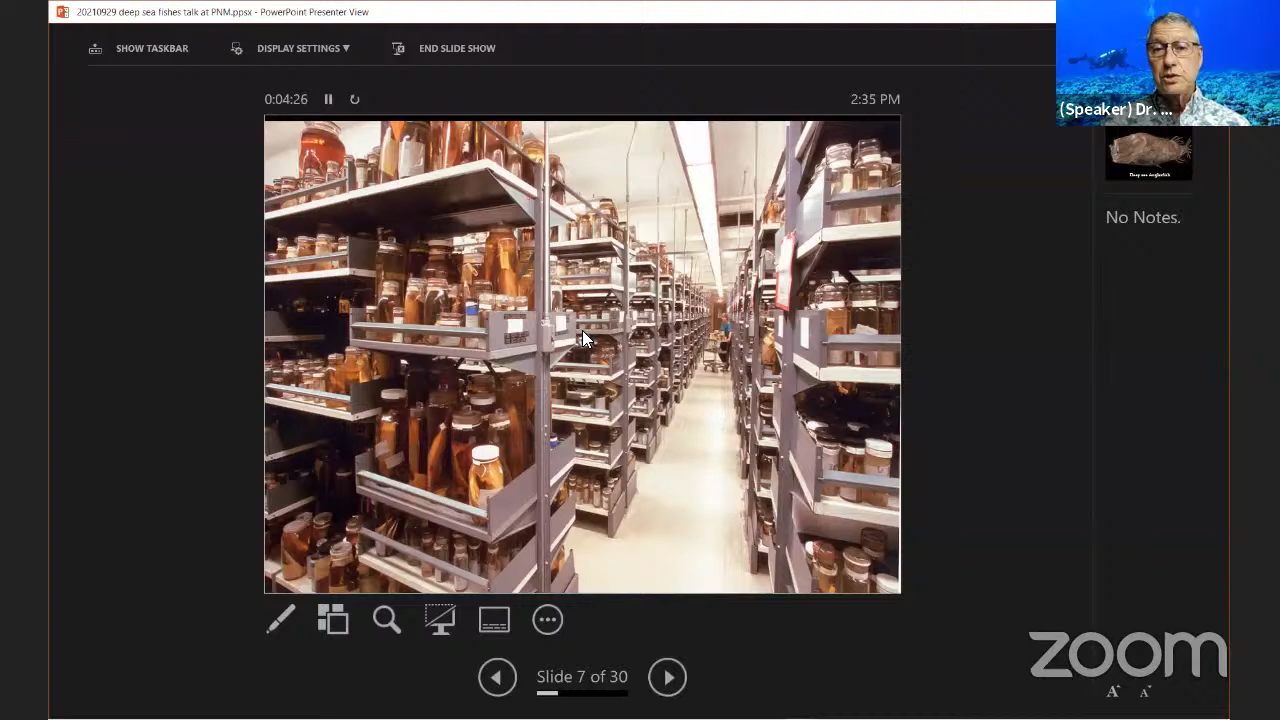 20210929 deep sea fishes talk at PNM.ppsx - PowerPoint Presenter View
SHOW TASKBAR
DISPLAY SETTINGS ▼
END SLIDE SHOW
(Speaker) Dr. ...
0:04:26
2:35 PM
No Notes.
Slide 7 of 30
zoom
A A